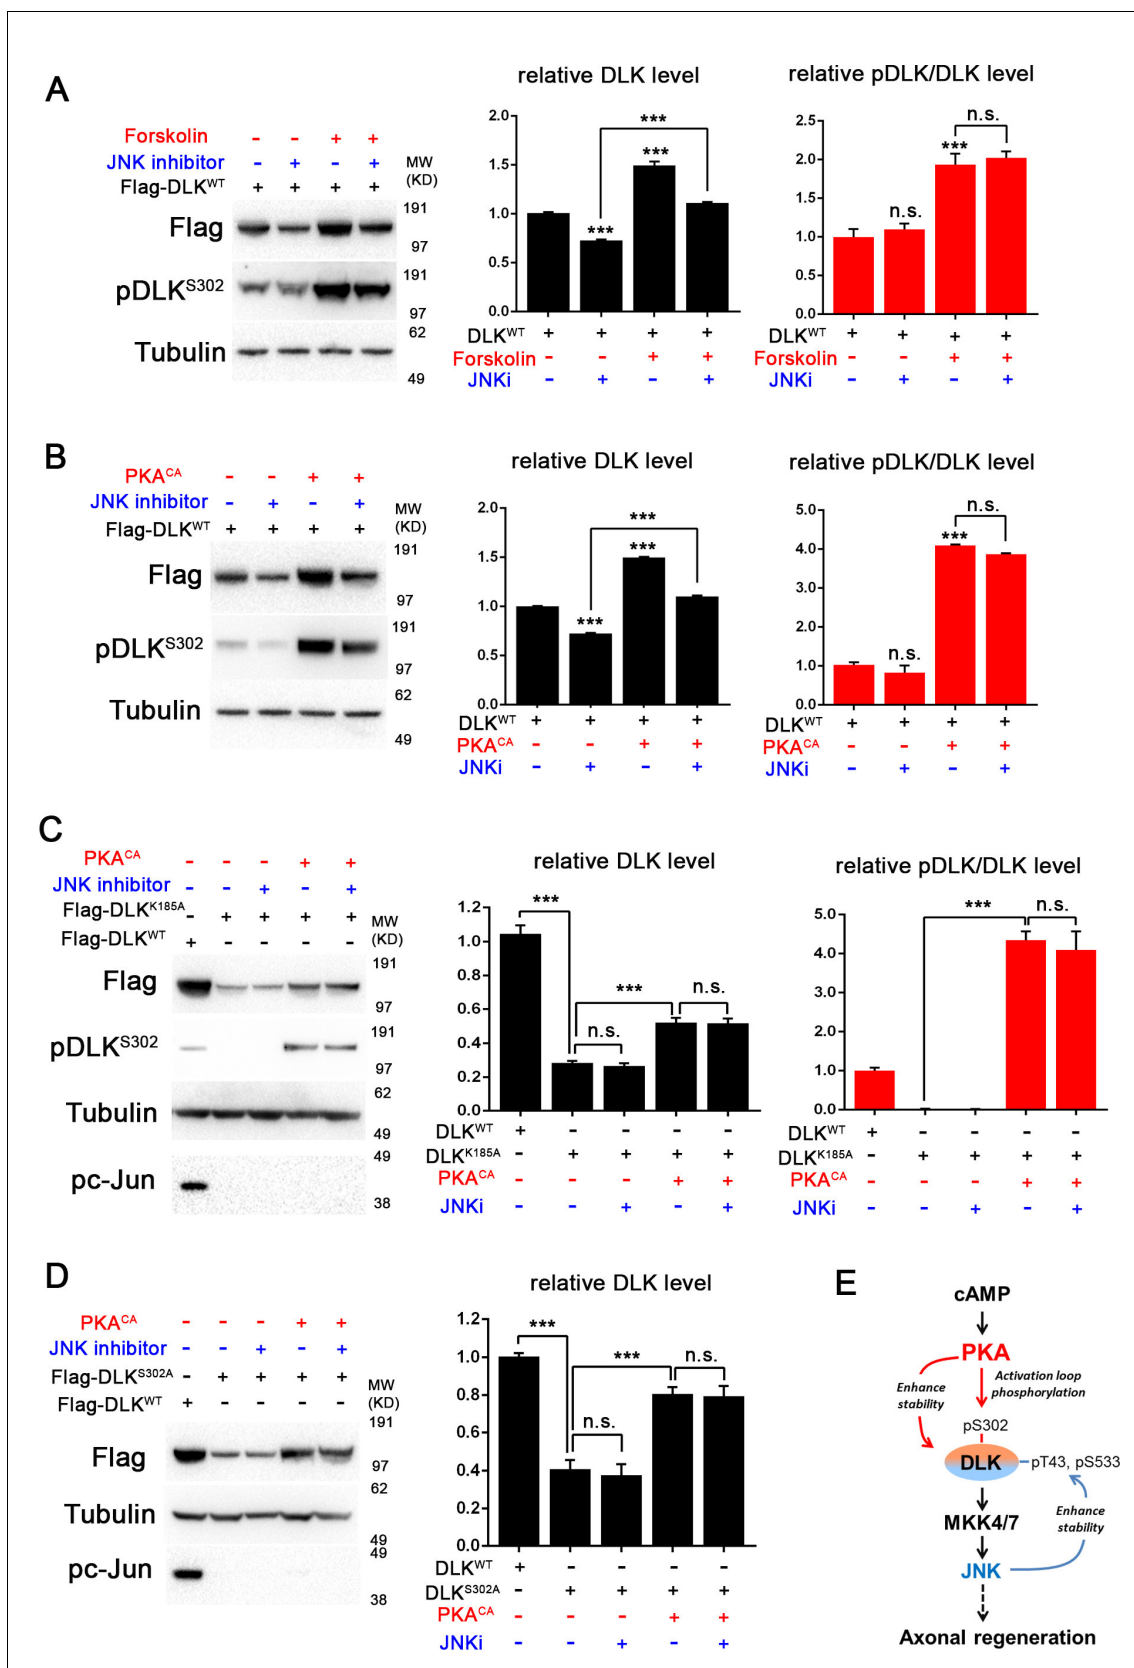 A
Forskolin - - + +
JNK inhibitor - + - +
Flag-DLK^WT + + + +
MW
(KD)
Flag
191
97
pDLK^S302
191
97
Tubulin
62
49
relative DLK level
2.0
1.5
1.0
0.5
0.0
***
***
***
DLK^WT + + + +
Forskolin - - + +
JNKi - + - +
relative pDLK/DLK level
2.5
2.0
1.5
1.0
0.5
0.0
n.s.
***
n.s.
DLK^WT + + + +
Forskolin - - + +
JNKi - + - +
B
PKA^CA - - + +
JNK inhibitor - + - +
Flag-DLK^WT + + + +
MW
(KD)
Flag
191
97
pDLK^S302
191
97
Tubulin
62
49
relative DLK level
2.0
1.5
1.0
0.5
0.0
***
***
***
DLK^WT + + + +
PKA^CA - - + +
JNKi - + - +
relative pDLK/DLK level
5.0
4.0
3.0
2.0
1.0
0.0
n.s.
***
n.s.
DLK^WT + + + +
PKA^CA - - + +
JNKi - + - +
C
PKA^CA - - - + +
JNK inhibitor - - + - +
Flag-DLK^K185A - + + + +
Flag-DLK^WT + - - - -
MW
(KD)
Flag
191
97
pDLK^S302
191
97
Tubulin
62
49
pc-Jun
49
38
relative DLK level
1.2
1.0
0.8
0.6
0.4
0.2
0.0
***
***
n.s.
n.s.
DLK^WT + - - - -
DLK^K185A - + + + +
PKA^CA - - - + +
JNKi - - + - +
relative pDLK/DLK level
5.0
4.0
3.0
2.0
1.0
0.0
***
n.s.
DLK^WT + - - - -
DLK^K185A - + + + +
PKA^CA - - - + +
JNKi - - + - +
D
PKA^CA - - - + +
JNK inhibitor - - + - +
Flag-DLK^S302A - + + + +
Flag-DLK^WT + - - - -
MW
(KD)
Flag
191
97
Tubulin
62
49
pc-Jun
49
38
relative DLK level
1.2
1.0
0.8
0.6
0.4
0.2
0.0
***
***
n.s.
n.s.
DLK^WT + - - - -
DLK^S302A - + + + +
PKA^CA - - - + +
JNKi - - + - +
E
cAMP
PKA
Enhance
stability
Activation loop
phosphorylation
pS302
DLK
pT43, pS533
MKK4/7
Enhance
stability
JNK
Axonal regeneration